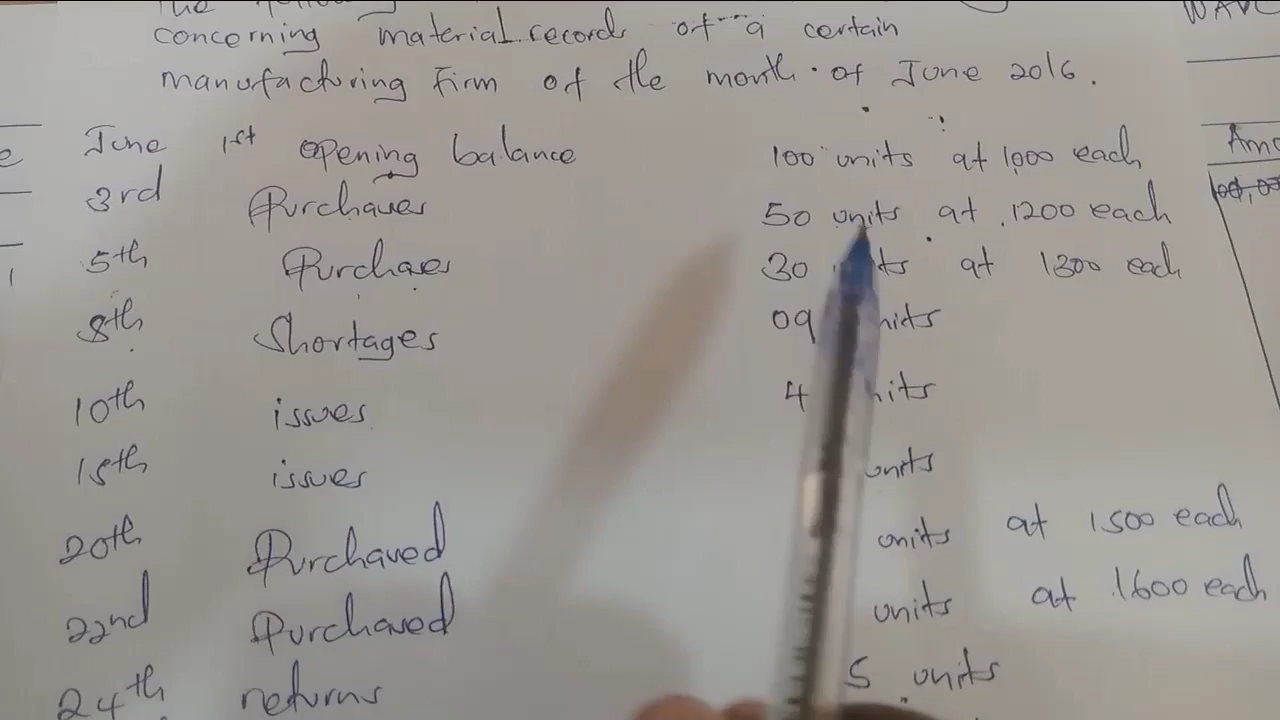 The
concerning material records of a certain
manufacturing Firm of the month of June 2016.
June 1st opening balance 100 units at 1,000 each
3rd Purchases 50 units at 1200 each
5th Purchases 30 at 1300 each
8th Shortages 09
10th issues 4
15th issues units
20th Purchased units at 1500 each
22nd Purchased units at 1600 each
24th returns 5 units